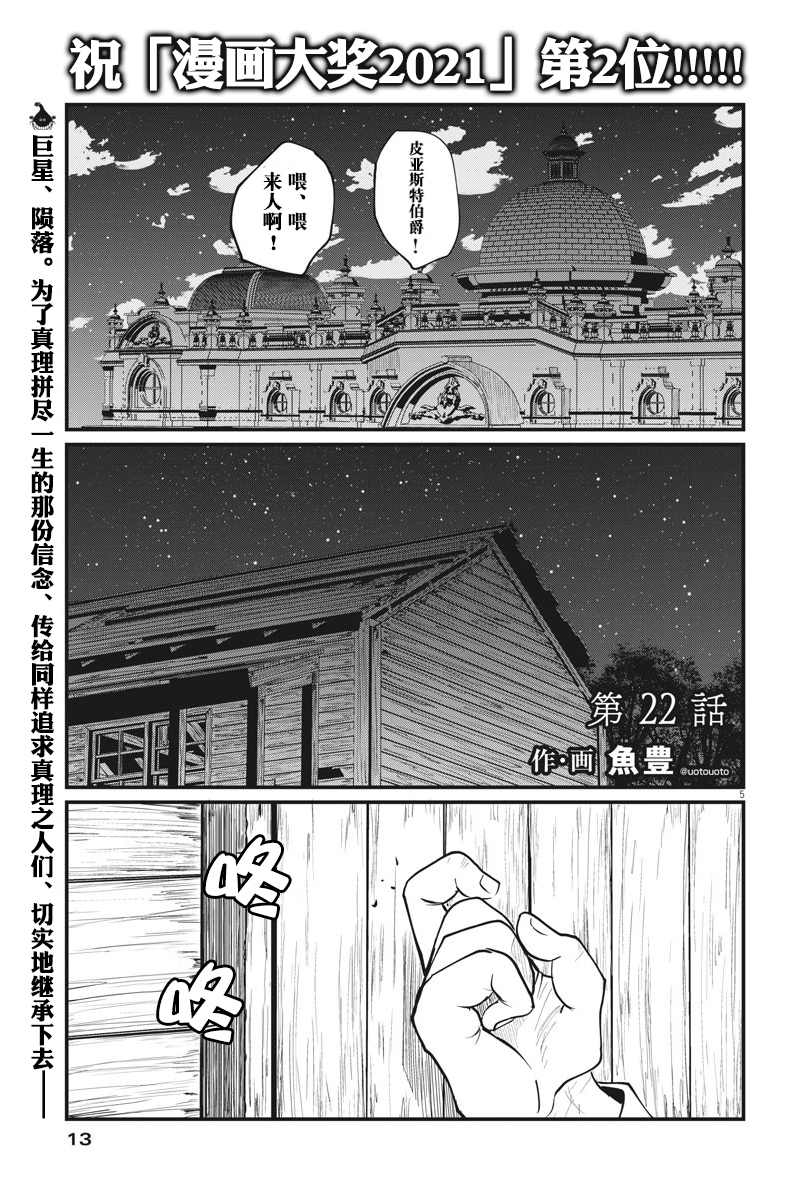 祝「漫画大奖2021」第2位!!!!!
巨星、陨落。为了真理拼尽一生的那份信念、传给同样追求真理之人们、切实地继承下去——
皮亚斯特伯爵！
喂、喂
来人啊！
第 22 話
作・画 魚豊 @uotouoto
5
咚!
咚!
13